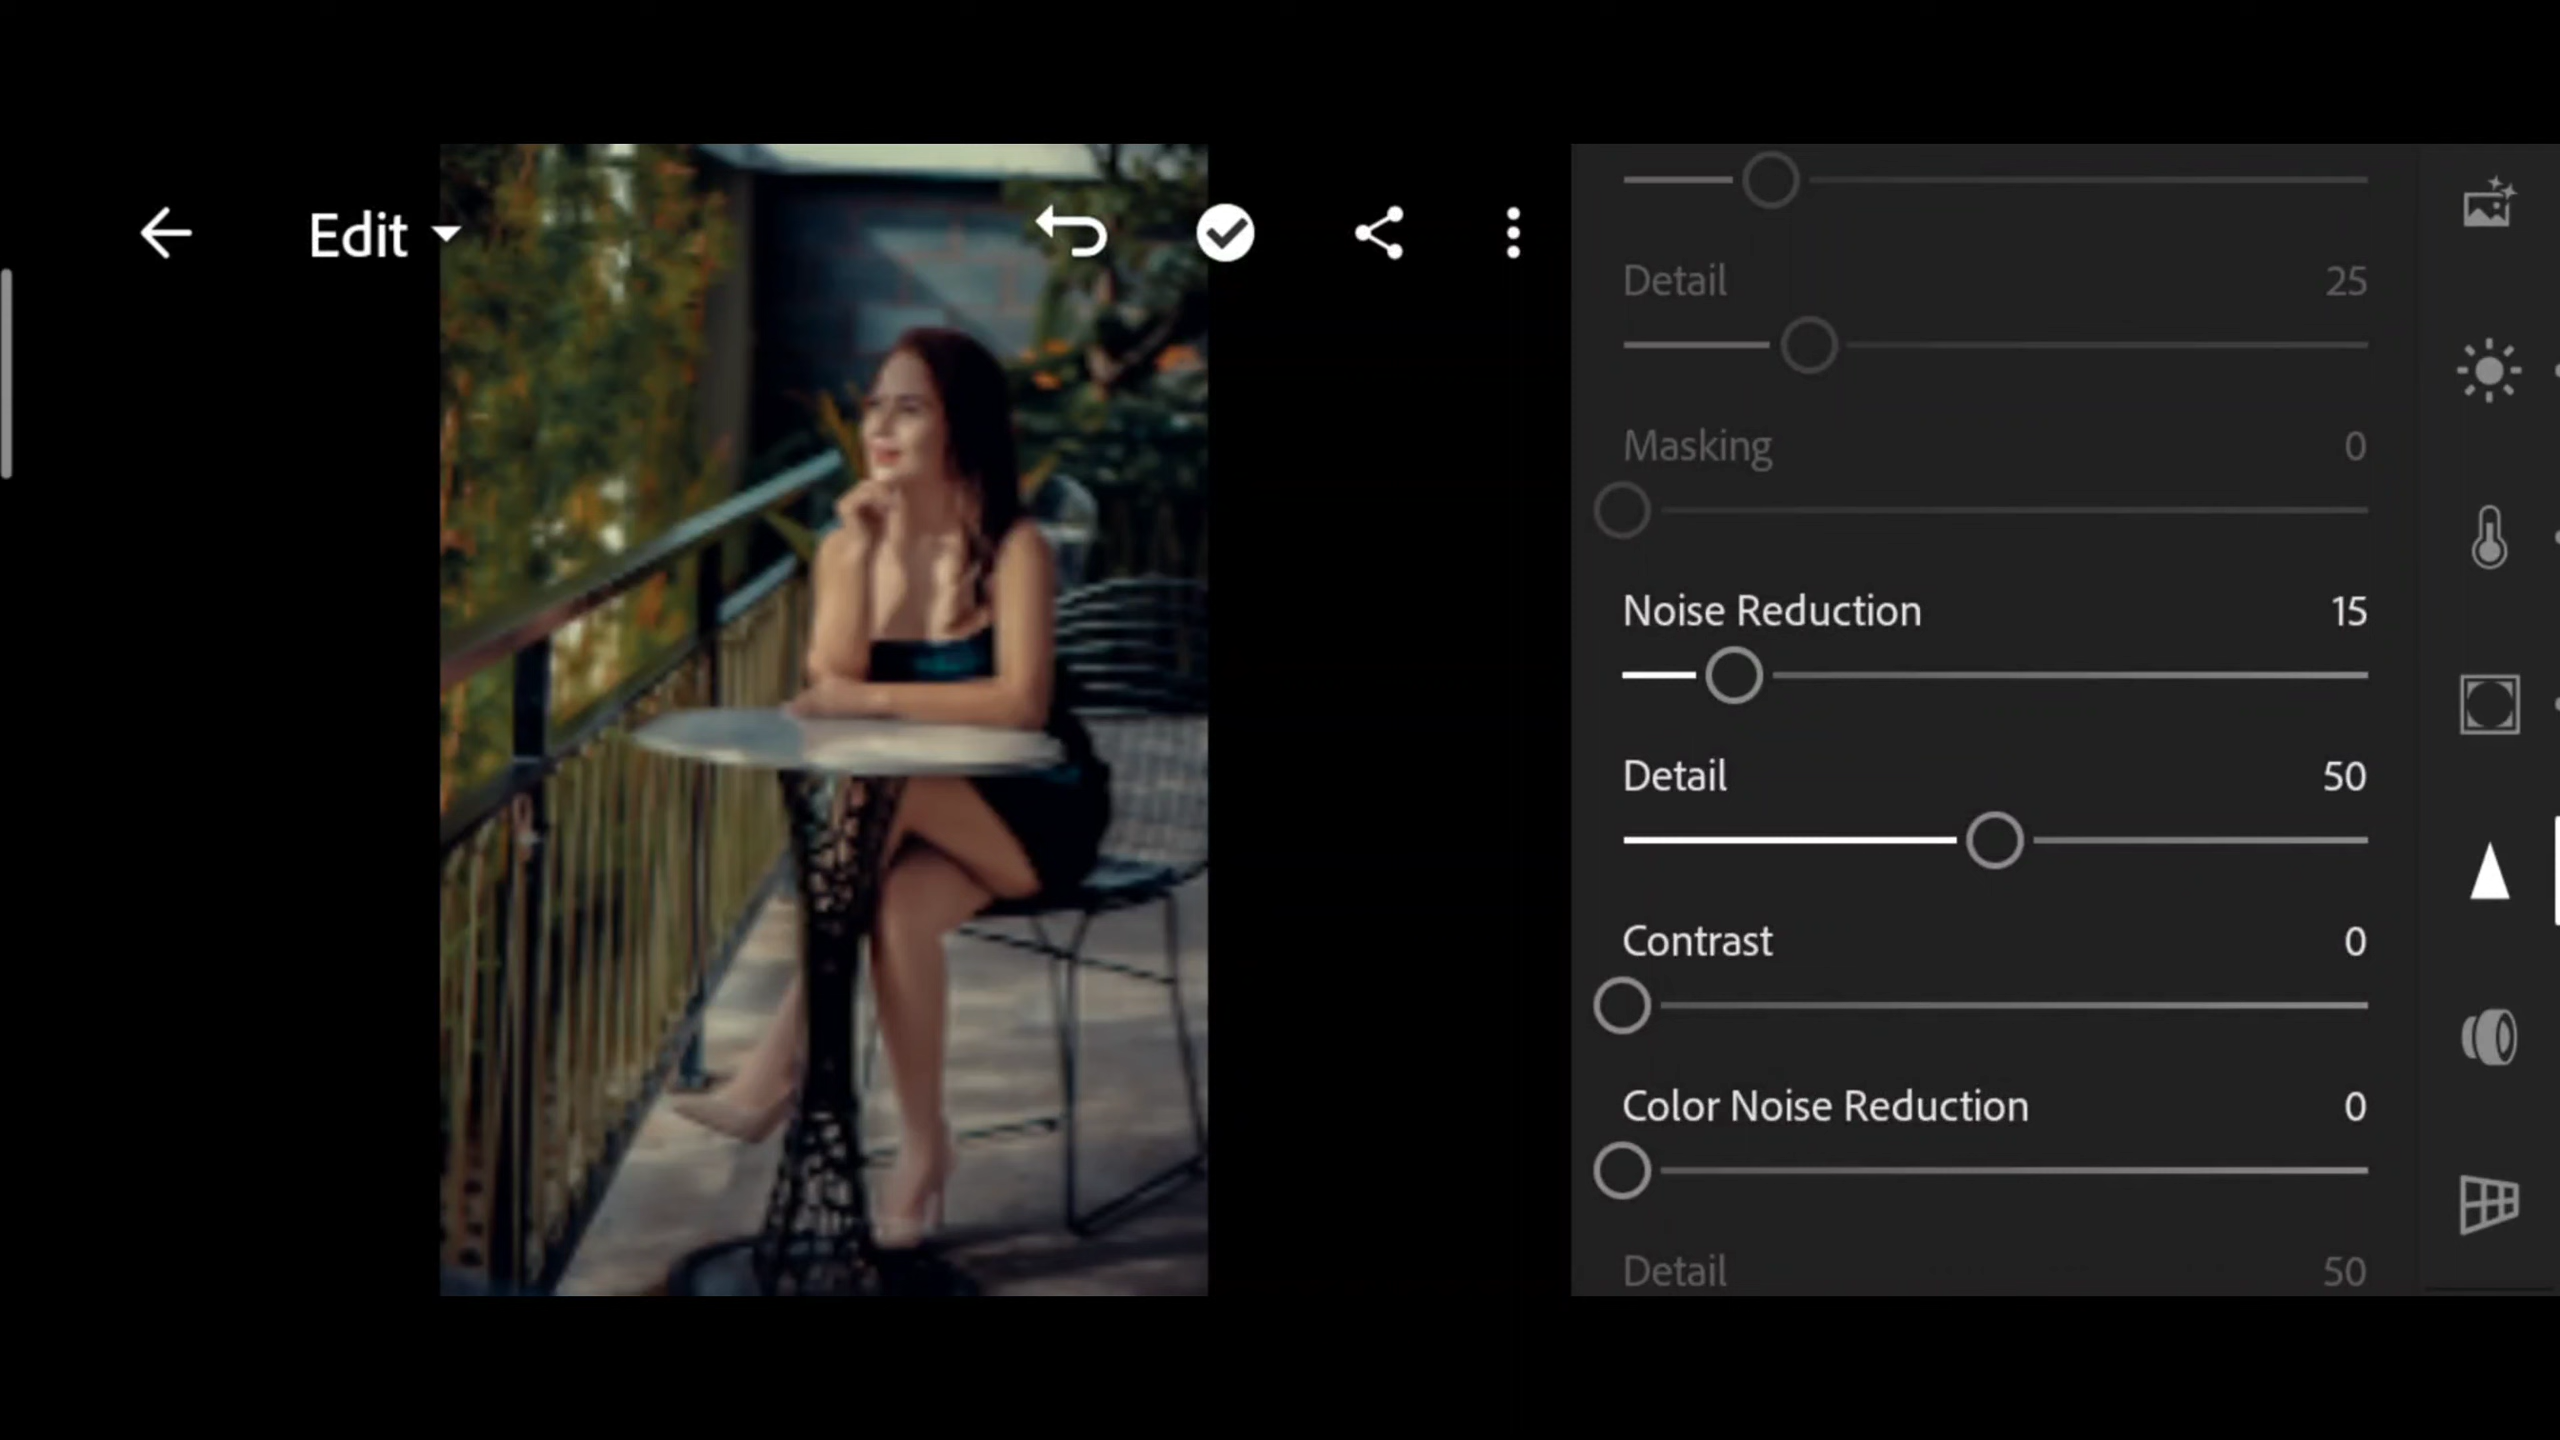 Edit
Detail 25
Masking 0
Noise Reduction 15
Detail 50
Contrast 0
Color Noise Reduction 0
Detail 50